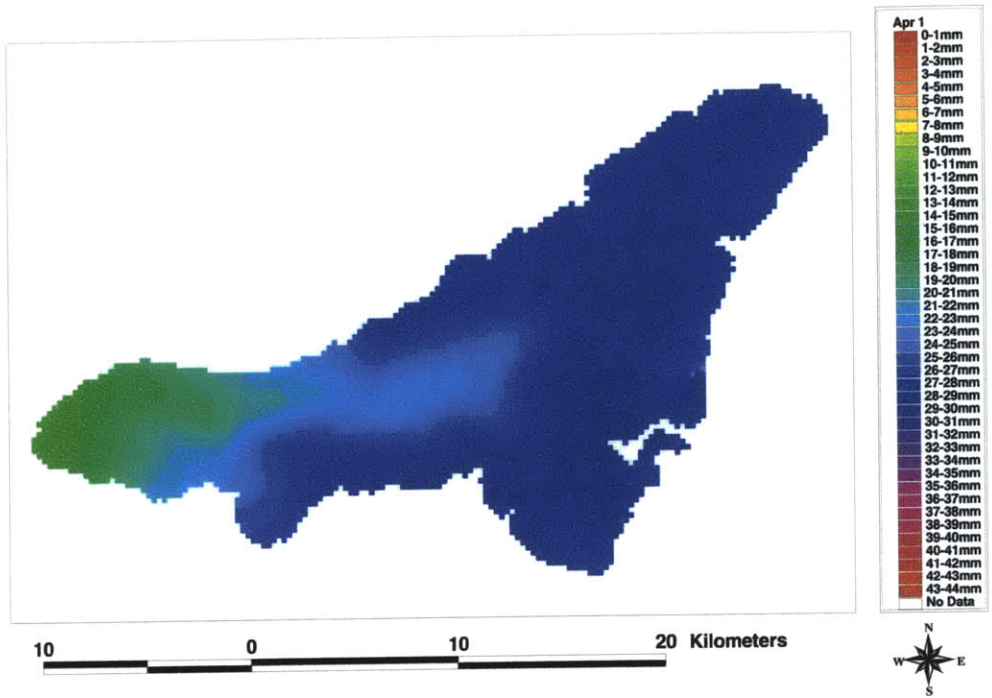 Apr 1
0-1mm
1-2mm
2-3mm
3-4mm
4-5mm
5-6mm
6-7mm
7-8mm
8-9mm
9-10mm
10-11mm
11-12mm
12-13mm
13-14mm
14-15mm
15-16mm
16-17mm
17-18mm
18-19mm
19-20mm
20-21mm
21-22mm
22-23mm
23-24mm
24-25mm
25-26mm
26-27mm
27-28mm
28-29mm
29-30mm
30-31mm
31-32mm
32-33mm
33-34mm
34-35mm
35-36mm
36-37mm
37-38mm
38-39mm
39-40mm
40-41mm
41-42mm
42-43mm
43-44mm
No Data
10 0 10 20 Kilometers
N
W E
S